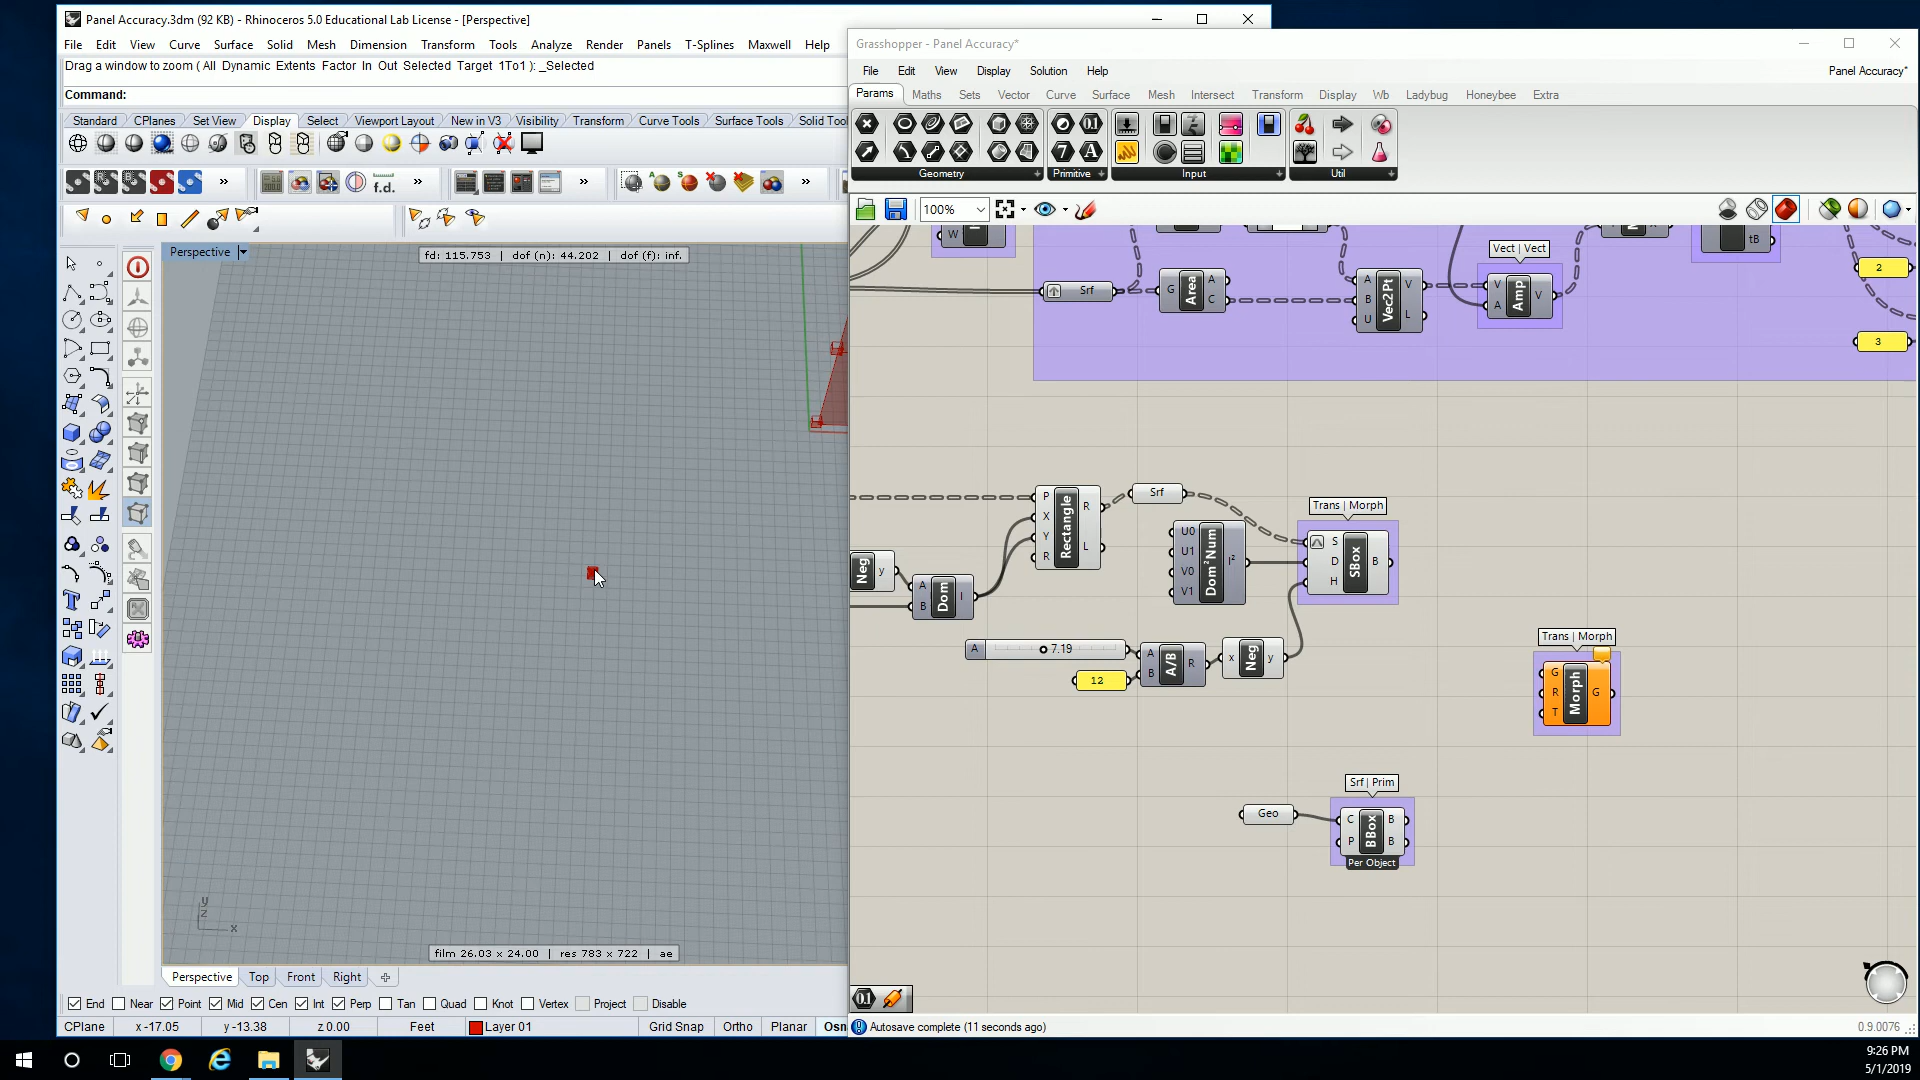 Panel Accuracy.3dm (92 KB) - Rhinoceros 5.0 Educational Lab License - [Perspective]
File Edit View Curve Surface Solid Mesh Dimension Transform Tools Analyze Render Panels T-Splines Maxwell Help
Drag a window to zoom ( All Dynamic Extents Factor In Out Selected Target 1To1 ): _Selected
Command:
Standard CPlanes Set View Display Select Viewport Layout New in V3 Visibility Transform Curve Tools Surface Tools Solid Tool
f.d.
Perspective
fd: 115.753 | dof (n): 44.202 | dof (f): inf.
y
z
x
film 26.03 x 24.00 | res 783 x 722 | ae
Perspective Top Front Right
End Near Point Mid Cen Int Perp Tan Quad Knot Vertex Project Disable
CPlane x -17.05 y -13.38 z 0.00 Feet Layer 01 Grid Snap Ortho Planar Osn
Grasshopper - Panel Accuracy*
File Edit View Display Solution Help
Panel Accuracy*
Params Maths Sets Vector Curve Surface Mesh Intersect Transform Display Wb Ladybug Honeybee Extra
Geometry Primitive Input Util
100%
W
tB
Vect | Vect
2
Srf
G Area A C
A B U Vec2Pt V L
V A Amp V
3
P X Y R Rectangle R L
Srf
Trans | Morph
U0 U1 V0 V1 Dom²Num I²
S D H SBox B
Neg y
A B Dom I
A 7.19
12
A B A/B R
x Neg y
Trans | Morph
G R T Morph G
Srf | Prim
Geo
C P BBox B B
Per Object
Autosave complete (11 seconds ago)
0.9.0076
9:26 PM
5/1/2019